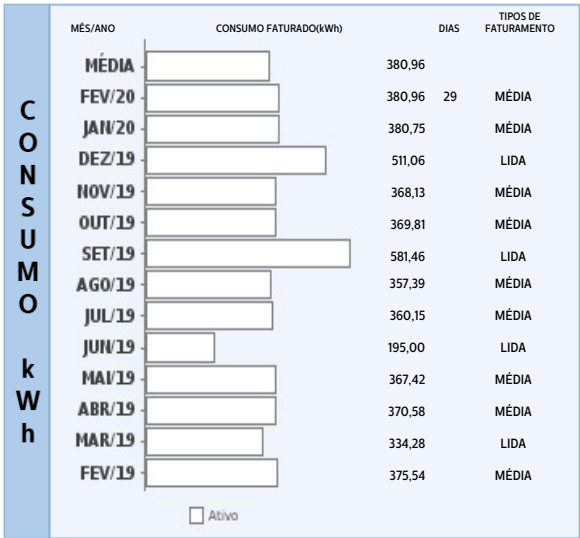 MÊS/ANO CONSUMO FATURADO(kWh) DIAS TIPOS DE FATURAMENTO
CONSUMO kWh
MÉDIA 380,96
FEV/20 380,96 29 MÉDIA
JAN/20 380,75 MÉDIA
DEZ/19 511,06 LIDA
NOV/19 368,13 MÉDIA
OUT/19 369,81 MÉDIA
SET/19 581,46 LIDA
AGO/19 357,39 MÉDIA
JUL/19 360,15 MÉDIA
JUN/19 195,00 LIDA
MAI/19 367,42 MÉDIA
ABR/19 370,58 MÉDIA
MAR/19 334,28 LIDA
FEV/19 375,54 MÉDIA
Ativo